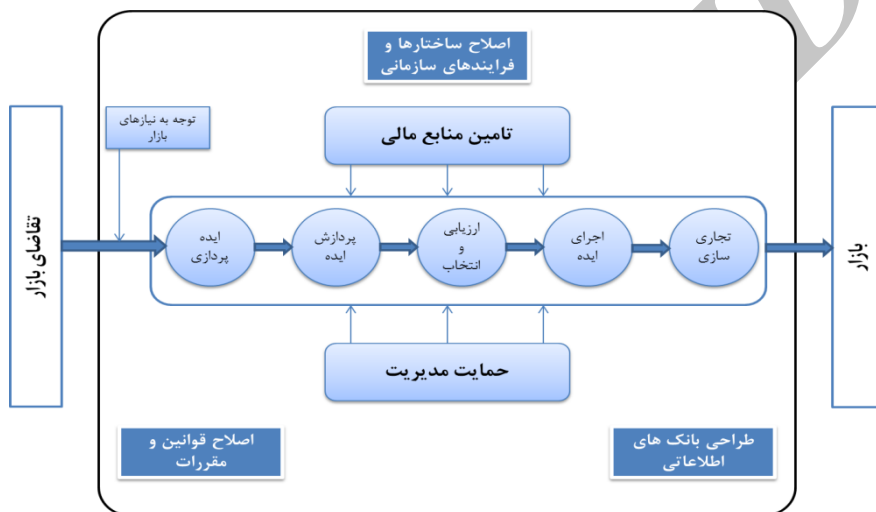 اصلاح ساختارها و
فرایندهای سازمانی
توجه به نیازهای
بازار
تامین منابع مالی
تقاضای بازار
ایده
پردازی
پردازش
ایده
ارزیابی
و
انتخاب
اجرای
ایده
تجاری
سازی
بازار
حمایت مدیریت
اصلاح قوانین و
مقررات
طراحی بانک های
اطلاعاتی